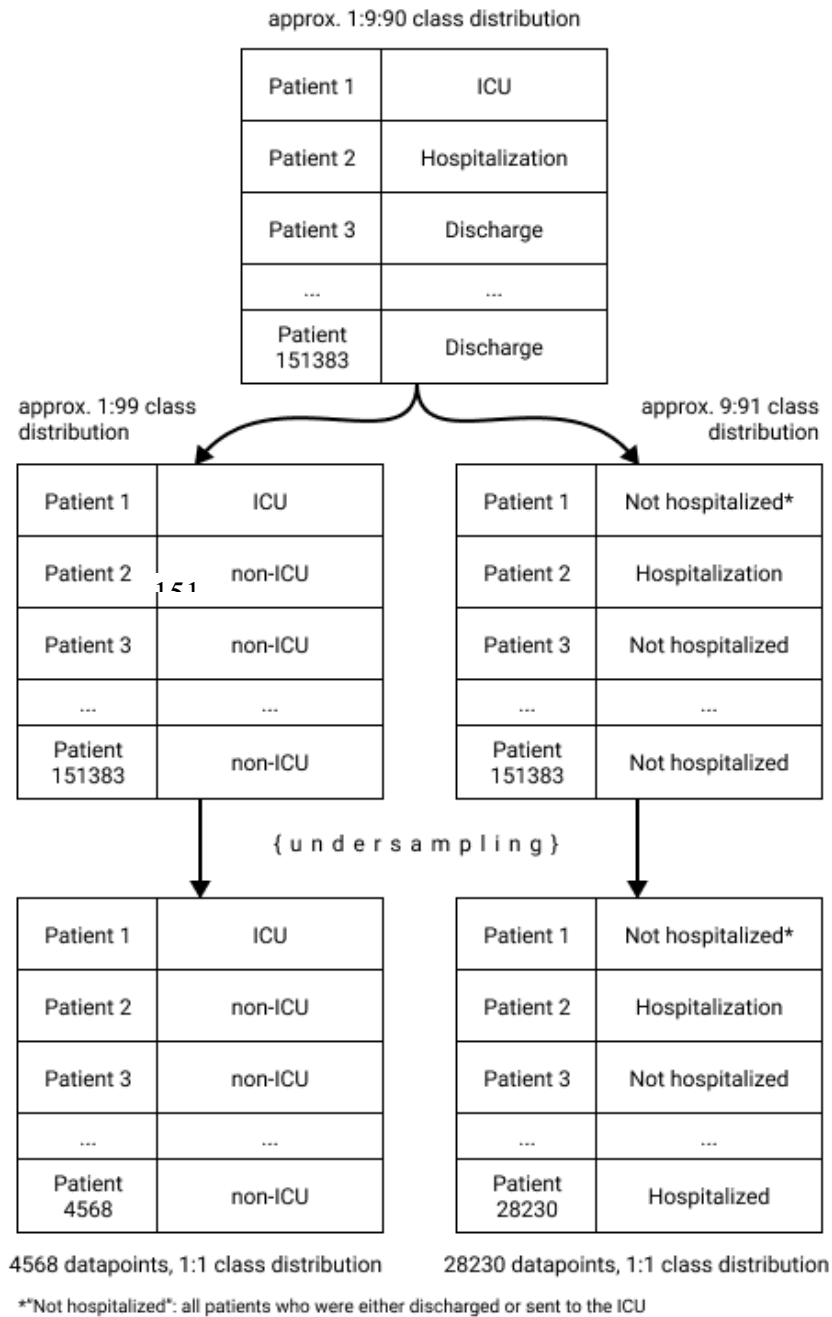 approx. 1:9:90 class distribution
Patient 1 ICU
Patient 2 Hospitalization
Patient 3 Discharge
... ...
Patient
151383 Discharge
approx. 1:99 class
distribution
approx. 9:91 class
distribution
Patient 1 ICU
Patient 2 non-ICU
Patient 3 non-ICU
... ...
Patient
151383 non-ICU
Patient 1 Not hospitalized*
Patient 2 Hospitalization
Patient 3 Not hospitalized
... ...
Patient
151383 Not hospitalized
{ u n d e r s a m p l i n g }
Patient 1 ICU
Patient 2 non-ICU
Patient 3 non-ICU
... ...
Patient
4568 non-ICU
4568 datapoints, 1:1 class distribution
Patient 1 Not hospitalized*
Patient 2 Hospitalization
Patient 3 Not hospitalized
... ...
Patient
28230 Hospitalized
28230 datapoints, 1:1 class distribution
*"Not hospitalized": all patients who were either discharged or sent to the ICU